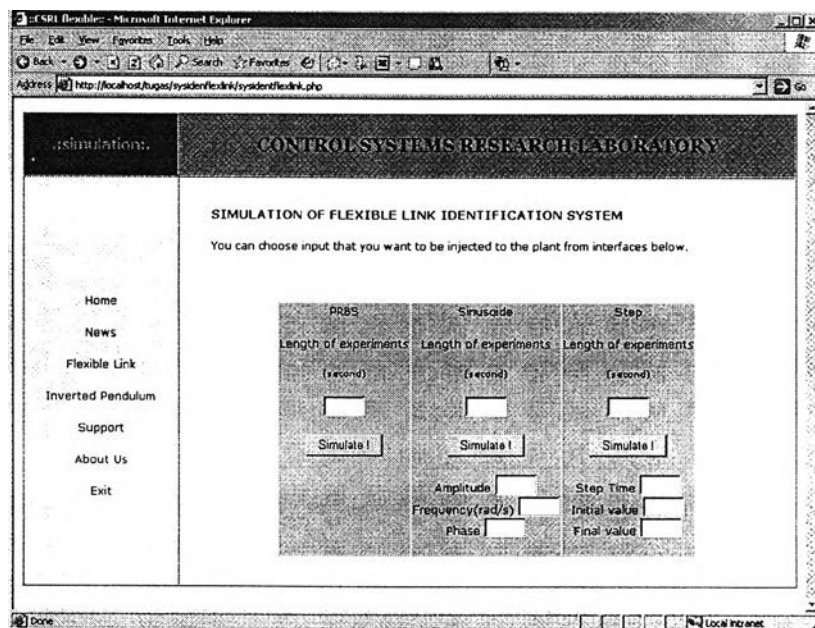 ::CSRL flexible:: - Microsoft Internet Explorer
File Edit View Favorites Tools Help
Back Search Favorites
Address http://localhost/tugas/sysidenflexlink/sysidentflexlink.php Go
.:simulation:.
CONTROL SYSTEMS RESEARCH LABORATORY
SIMULATION OF FLEXIBLE LINK IDENTIFICATION SYSTEM
You can choose input that you want to be injected to the plant from interfaces below.
Home
News
Flexible Link
Inverted Pendulum
Support
About Us
Exit
PRBS Sinusoide Step
Length of experiments Length of experiments Length of experiments
(second) (second) (second)
Simulate ! Simulate ! Simulate !
Amplitude Step Time
Frequency(rad/s) Initial value
Phase Final value
Done Local intranet